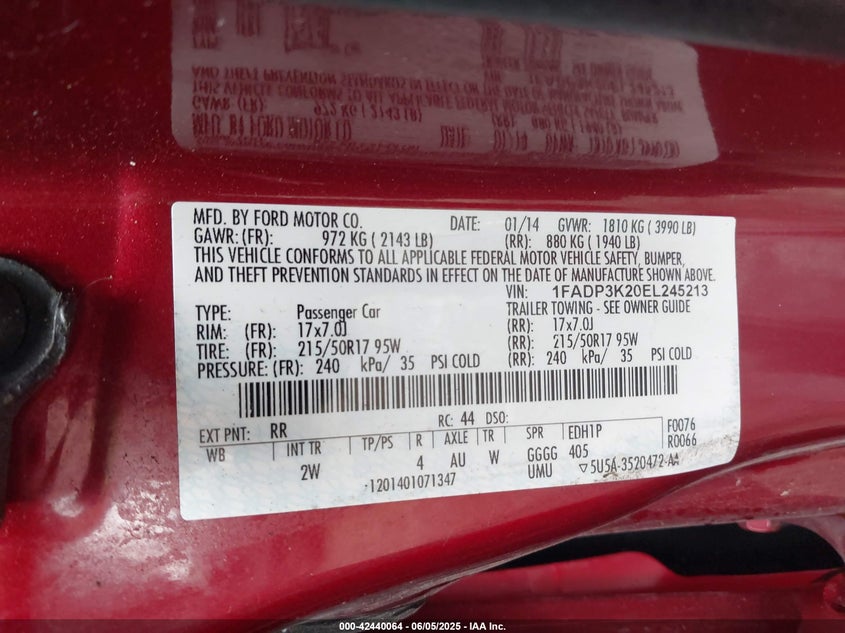 MFD. BY FORD MOTOR CO. DATE: 01/14 GVWR: 1810 KG ( 3990 LB)
GAWR: (FR): 972 KG ( 2143 LB) (RR): 880 KG ( 1940 LB)
THIS VEHICLE CONFORMS TO ALL APPLICABLE FEDERAL MOTOR VEHICLE SAFETY, BUMPER,
AND THEFT PREVENTION STANDARDS IN EFFECT ON THE DATE OF MANUFACTURE SHOWN ABOVE.
VIN: 1FADP3K20EL245213
TYPE: Passenger Car TRAILER TOWING - SEE OWNER GUIDE
RIM: (FR): 17x7.0J (RR): 17x7.0J
TIRE: (FR): 215/50R17 95W (RR): 215/50R17 95W
PRESSURE: (FR): 240 kPa/ 35 PSI COLD (RR): 240 kPa/ 35 PSI COLD
EXT PNT: RR RC: 44 DSO: F0076
WB INT TR TP/PS R AXLE TR SPR EDH1P R0066
2W 4 AU W GGGG 405
UMU ▽5U5A-3520472-AA
-1201401071347
000-42440064 - 06/05/2025 - IAA Inc.